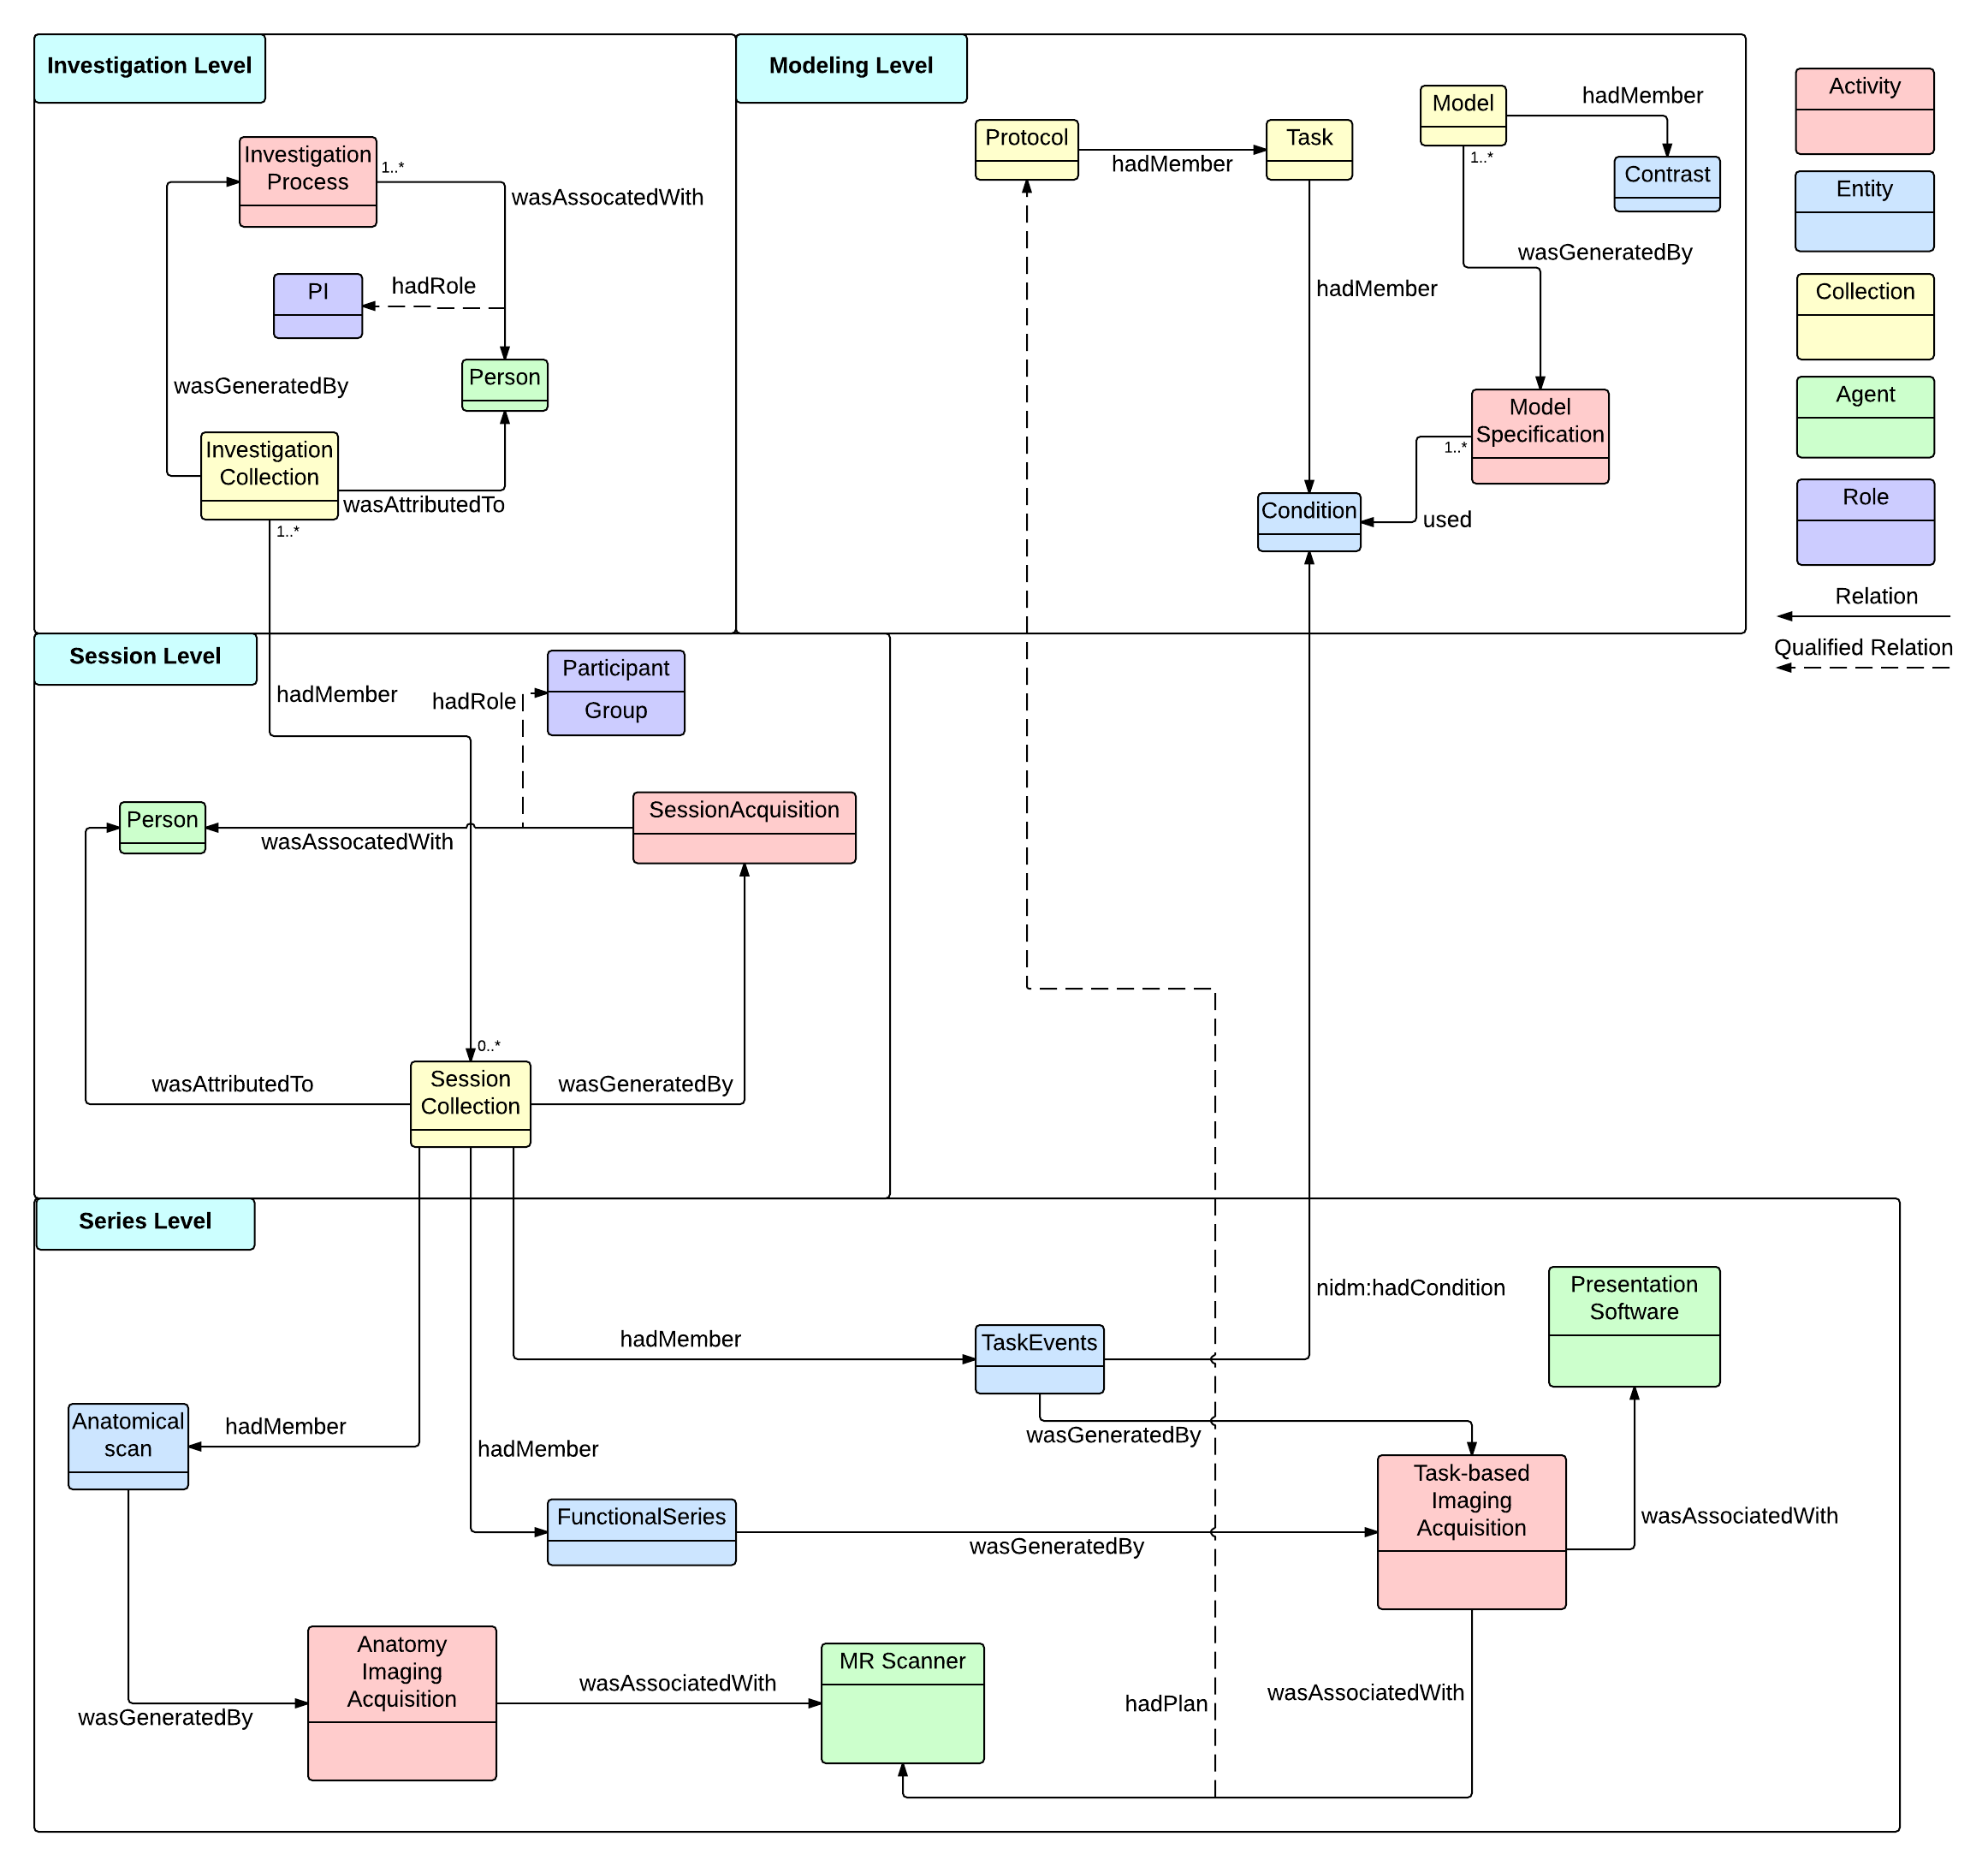 Investigation Level
Investigation
Process
1..*
wasAssocatedWith
PI
hadRole
Person
wasGeneratedBy
Investigation
Collection
wasAttributedTo
1..*
Modeling Level
Protocol
hadMember
Task
Model
hadMember
1..*
Contrast
wasGeneratedBy
hadMember
Model
Specification
1..*
Condition
used
Activity
Entity
Collection
Agent
Role
Relation
Qualified Relation
Session Level
hadMember
hadRole
Participant
Group
Person
wasAssocatedWith
SessionAcquisition
0..*
wasAttributedTo
Session
Collection
wasGeneratedBy
Series Level
nidm:hadCondition
Presentation
Software
hadMember
TaskEvents
Anatomical
scan
hadMember
hadMember
wasGeneratedBy
Task-based
Imaging
Acquisition
wasAssociatedWith
FunctionalSeries
wasGeneratedBy
Anatomy
Imaging
Acquisition
wasGeneratedBy
wasAssociatedWith
MR Scanner
hadPlan
wasAssociatedWith